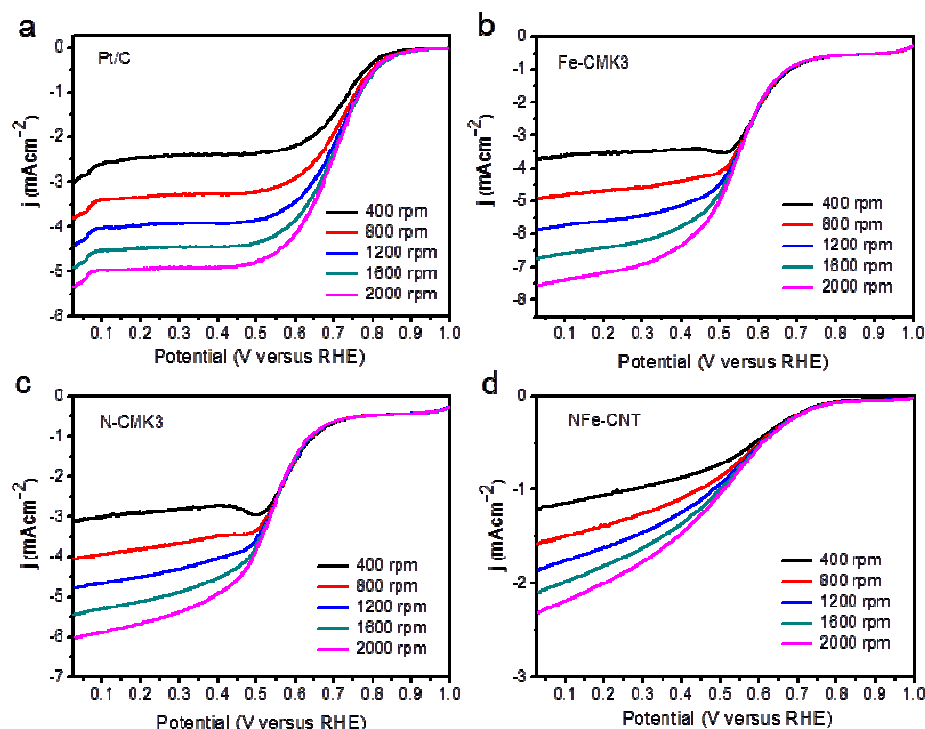 a
Pt/C
0
-1
-2
-3
-4
-5
-6
j (mAcm⁻²)
400 rpm
800 rpm
1200 rpm
1600 rpm
2000 rpm
0.1 0.2 0.3 0.4 0.5 0.6 0.7 0.8 0.9 1.0
Potential (V versus RHE)
b
Fe-CMK3
0
-1
-2
-3
-4
-5
-6
-7
-8
j (mAcm⁻²)
400 rpm
800 rpm
1200 rpm
1600 rpm
2000 rpm
0.1 0.2 0.3 0.4 0.5 0.6 0.7 0.8 0.9 1.0
Potential (V versus RHE)
c
N-CMK3
0
-1
-2
-3
-4
-5
-6
-7
j (mAcm⁻²)
400 rpm
800 rpm
1200 rpm
1600 rpm
2000 rpm
0.1 0.2 0.3 0.4 0.5 0.6 0.7 0.8 0.9 1.0
Potential (V versus RHE)
d
NFe-CNT
0
-1
-2
-3
j (mAcm⁻²)
400 rpm
800 rpm
1200 rpm
1600 rpm
2000 rpm
0.1 0.2 0.3 0.4 0.5 0.6 0.7 0.8 0.9 1.0
Potential (V versus RHE)